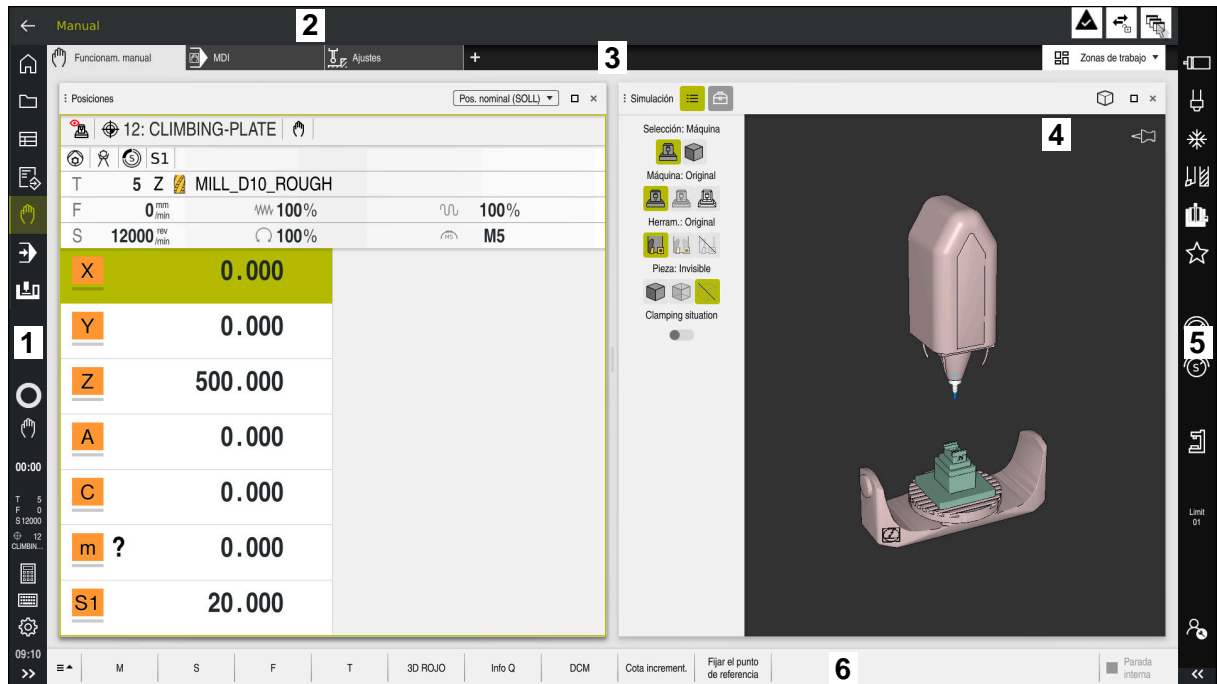 Manual
2
Funcionam. manual
MDI
Ajustes
+
3
Zonas de trabajo
Posiciones
Pos. nominal (SOLL)
12: CLIMBING-PLATE
S S1
T 5 Z MILL_D10_ROUGH
F 0 mm/min 100% 100%
S 12000 rev/min 100% M5 M5
X 0.000
Y 0.000
Z 500.000
A 0.000
C 0.000
m ? 0.000
S1 20.000
Simulación
Selección: Máquina
Máquina: Original
Herram.: Original
Pieza: Invisible
Clamping situation
4
1
00:00
T 5
F 0
S 12000
12
CLIMBIN...
09:10
5
S
Limit
01
M
S
F
T
3D ROJO
Info Q
DCM
Cota increment.
Fijar el punto
de referencia
6
Parada
interna